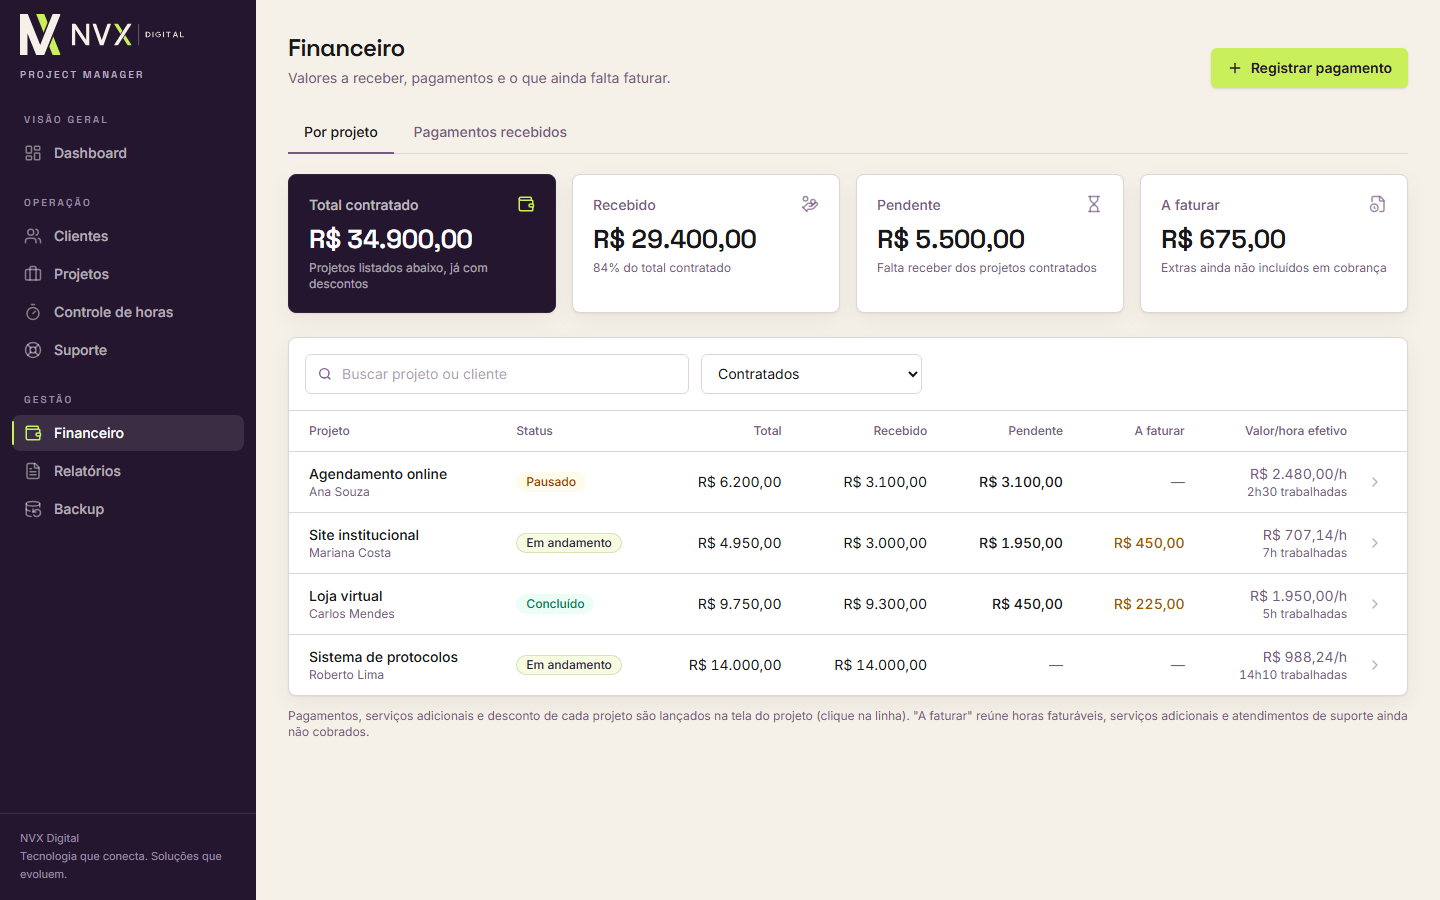 NVX DIGITAL
PROJECT MANAGER
VISÃO GERAL
Dashboard
OPERAÇÃO
Clientes
Projetos
Controle de horas
Suporte
GESTÃO
Financeiro
Relatórios
Backup
NVX Digital
Tecnologia que conecta. Soluções que
evoluem.
Financeiro
Valores a receber, pagamentos e o que ainda falta faturar.
Registrar pagamento
Por projeto Pagamentos recebidos
Total contratado
R$ 34.900,00
Projetos listados abaixo, já com
descontos
Recebido
R$ 29.400,00
84% do total contratado
Pendente
R$ 5.500,00
Falta receber dos projetos contratados
A faturar
R$ 675,00
Extras ainda não incluídos em cobrança
Buscar projeto ou cliente Contratados
Projeto Status Total Recebido Pendente A faturar Valor/hora efetivo
Agendamento online Pausado R$ 6.200,00 R$ 3.100,00 R$ 3.100,00 — R$ 2.480,00/h
Ana Souza 2h30 trabalhadas
Site institucional Em andamento R$ 4.950,00 R$ 3.000,00 R$ 1.950,00 R$ 450,00 R$ 707,14/h
Mariana Costa 7h trabalhadas
Loja virtual Concluído R$ 9.750,00 R$ 9.300,00 R$ 450,00 R$ 225,00 R$ 1.950,00/h
Carlos Mendes 5h trabalhadas
Sistema de protocolos Em andamento R$ 14.000,00 R$ 14.000,00 — — R$ 988,24/h
Roberto Lima 14h10 trabalhadas
Pagamentos, serviços adicionais e desconto de cada projeto são lançados na tela do projeto (clique na linha). "A faturar" reúne horas faturáveis, serviços adicionais e atendimentos de suporte ainda
não cobrados.